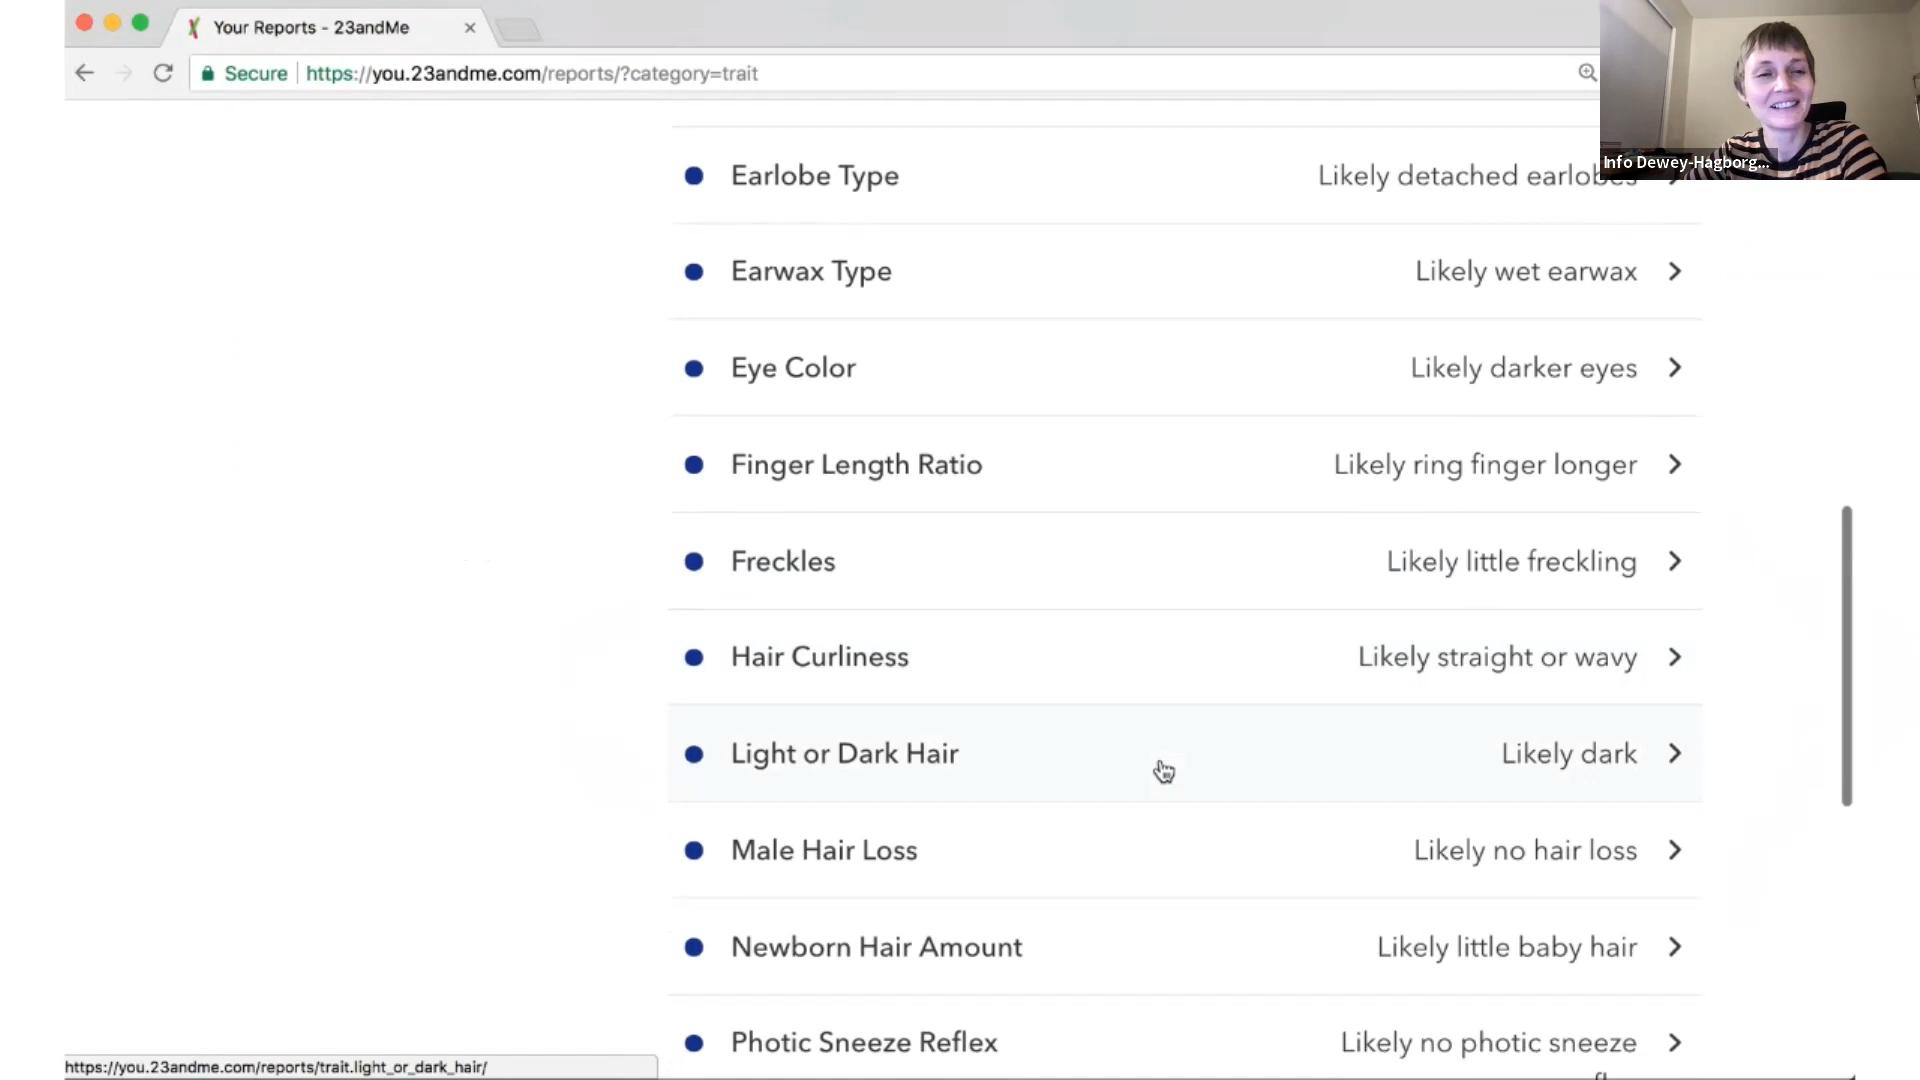 Your Reports - 23andMe
Secure https://you.23andme.com/reports/?category=trait
Info Dewey-Hagborg...
Earlobe Type Likely detached earlobes
Earwax Type Likely wet earwax
Eye Color Likely darker eyes
Finger Length Ratio Likely ring finger longer
Freckles Likely little freckling
Hair Curliness Likely straight or wavy
Light or Dark Hair Likely dark
Male Hair Loss Likely no hair loss
Newborn Hair Amount Likely little baby hair
Photic Sneeze Reflex Likely no photic sneeze
https://you.23andme.com/reports/trait.light_or_dark_hair/